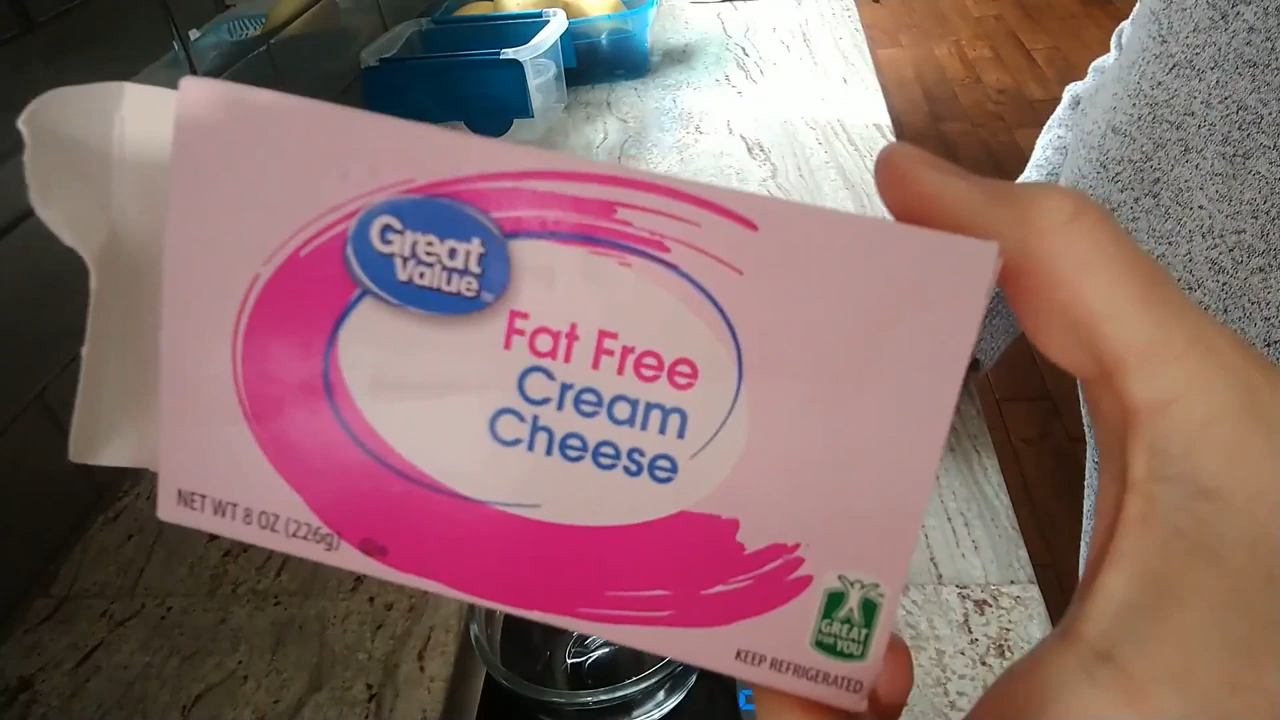 Great
Value
Fat Free
Cream
Cheese
NET WT 8 OZ (226g)
GREAT
FOR
YOU
KEEP REFRIGERATED